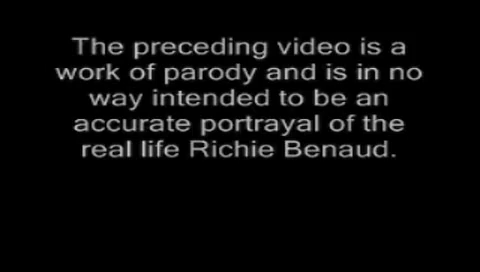 The preceding video is a
work of parody and is in no
way intended to be an
accurate portrayal of the
real life Richie Benaud.